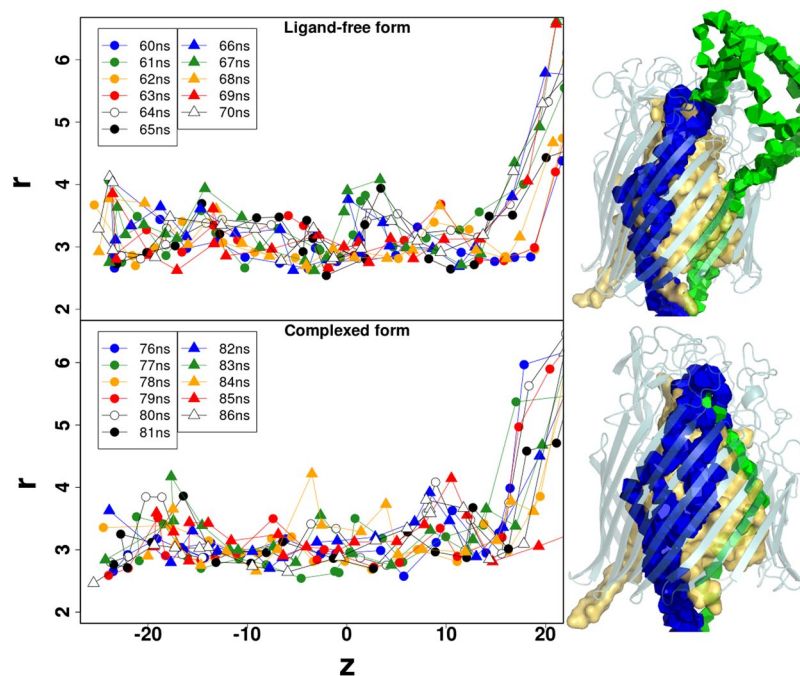 Ligand-free form
60ns 66ns
61ns 67ns
62ns 68ns
63ns 69ns
64ns 70ns
65ns
r
6
5
4
3
2
Complexed form
76ns 82ns
77ns 83ns
78ns 84ns
79ns 85ns
80ns 86ns
81ns
r
6
5
4
3
2
-20 -10 0 10 20
z